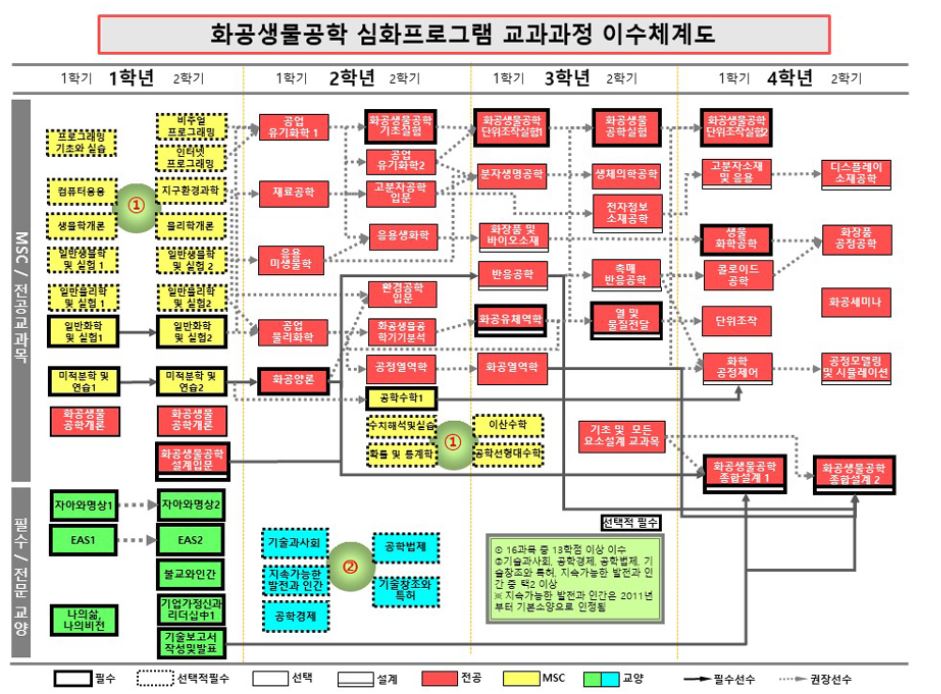 화공생물공학 심화프로그램 교과과정 이수체계도
1학기 1학년 2학기 1학기 2학년 2학기 1학기 3학년 2학기 1학기 4학년 2학기
MSC / 전공교과목
프로그래밍
기초와 실습
컴퓨터응용
생물학개론
일반생물학
및 실험 1
일반물리학
및 실험 1
일반화학
및 실험1
미적분학 및
연습1
화공생물
공학개론
비주얼
프로그래밍
인터넷
프로그래밍
지구환경과학
물리학개론
일반생물학
및 실험 2
일반물리학
및 실험2
일반화학
및 실험2
미적분학 및
연습2
화공생물
공학개론
화공생물공학
설계입문
①
공업
유기화학 1
재료공학
응용
미생물학
공업
물리화학
화공양론
화공생물공학
기초실험
공업
유기화학2
고분자공학
입문
응용생화학
환경공학
입문
화공생물공
학기기분석
공정열역학
공학수학1
수치해석및실습
확률 및 통계학
①
이산수학
공학선형대수학
화공생물공학
단위조작실험1
분자생명공학
화장품 및
바이오소재
반응공학
화공유체역학
화공열역학
화공생물
공학실험
생체의학공학
전자정보
소재공학
촉매
반응공학
열 및
물질전달
기초 및 모든
요소설계 교과목
화공생물공학
단위조작실험2
고분자소재
및 응용
생물
화학공학
콜로이드
공학
단위조작
화학
공정제어
화공생물공학
종합설계 1
디스플레이
소재공학
화장품
공정공학
화공세미나
공정모델링
및 시뮬레이션
화공생물공학
종합설계 2
필수 / 전문 교양
자아와명상1
EAS1
나의삶,
나의비전
자아와명상2
EAS2
불교와인간
기업가정신과
리더십中1
기술보고서
작성및발표
기술과사회
지속가능한
발전과 인간
공학경제
②
공학법제
기술창조와
특허
선택적 필수
① 16과목 중 13학점 이상 이수
②기술과사회, 공학경제, 공학법제, 기
술창조와 특허, 지속가능한 발전과 인
간 중 택2 이상
※ 지속가능한 발전과 인간은 2011년
부터 기본소양으로 인정됨
필수 선택적필수 선택 설계 전공 MSC 교양 필수선수 권장선수